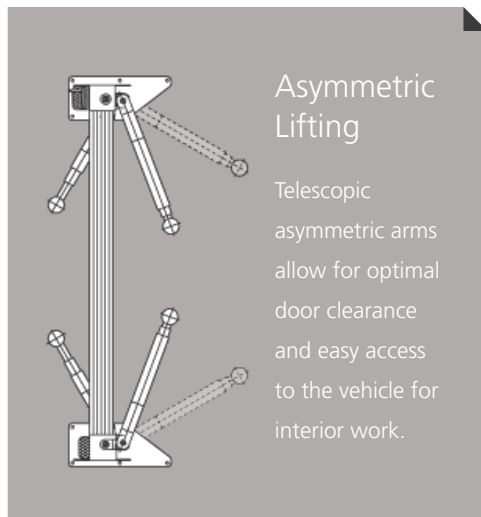 Asymmetric
Lifting
Telescopic
asymmetric arms
allow for optimal
door clearance
and easy access
to the vehicle for
interior work.